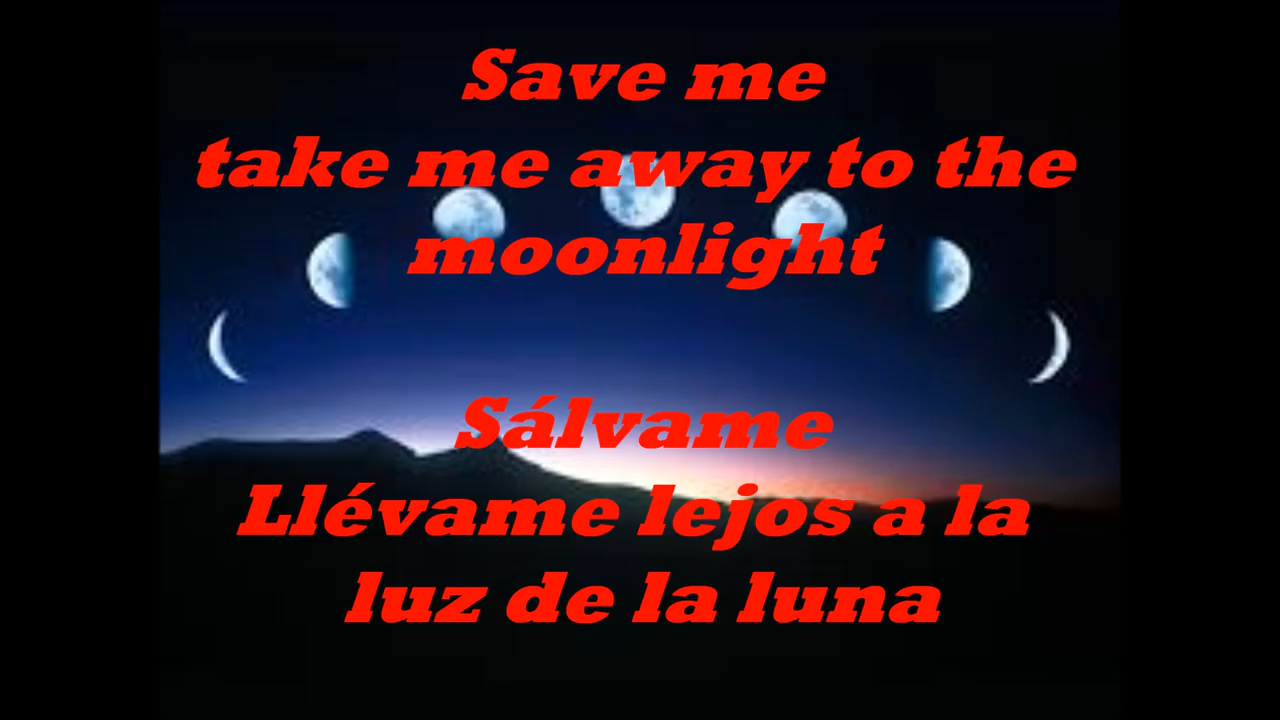 Save me
take me away to the
moonlight
Sálvame
Llévame lejos a la
luz de la luna